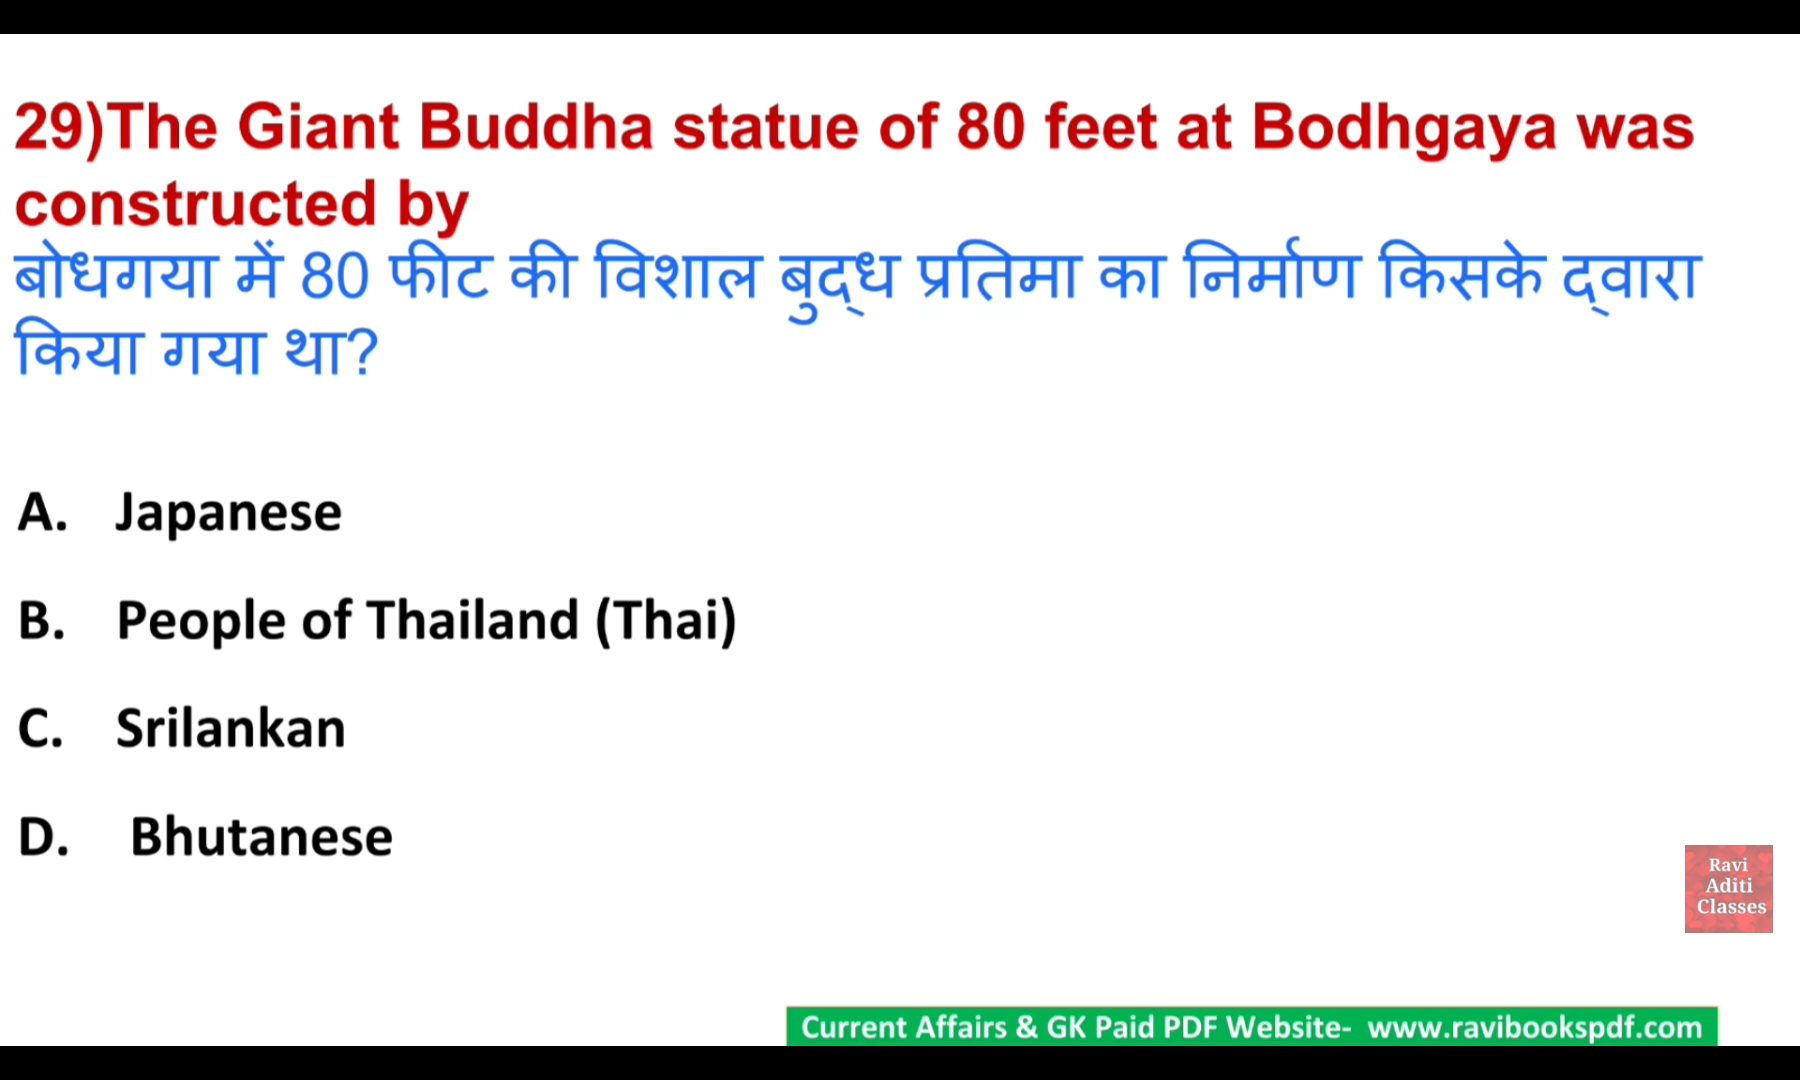 29)The Giant Buddha statue of 80 feet at Bodhgaya was
constructed by
बोधगया में 80 फीट की विशाल बुद्ध प्रतिमा का निर्माण किसके द्वारा
किया गया था?
A. Japanese
B. People of Thailand (Thai)
C. Srilankan
D. Bhutanese
Ravi
Aditi
Classes
Current Affairs & GK Paid PDF Website- www.ravibookspdf.com